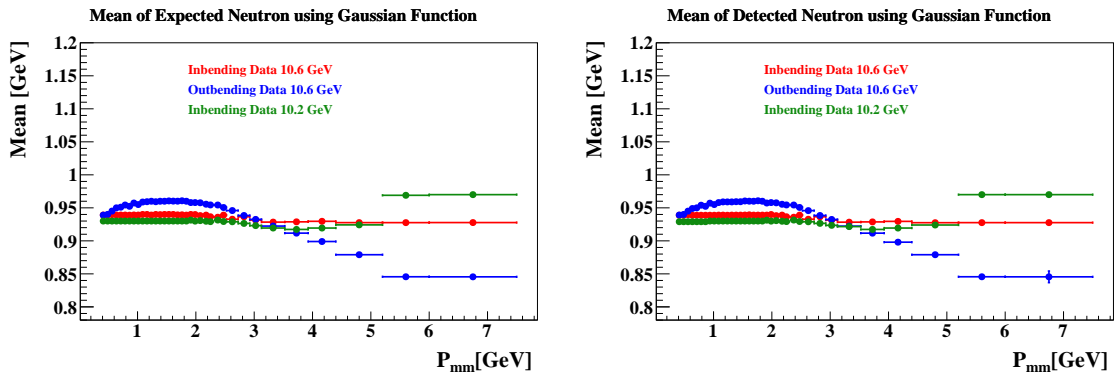 Mean of Expected Neutron using Gaussian Function
Mean [GeV]
1.2
1.15
1.1
1.05
1
0.95
0.9
0.85
0.8
Inbending Data 10.6 GeV
Outbending Data 10.6 GeV
Inbending Data 10.2 GeV
1 2 3 4 5 6 7
Pmm[GeV]
Mean of Detected Neutron using Gaussian Function
Mean [GeV]
1.2
1.15
1.1
1.05
1
0.95
0.9
0.85
0.8
Inbending Data 10.6 GeV
Outbending Data 10.6 GeV
Inbending Data 10.2 GeV
1 2 3 4 5 6 7
Pmm[GeV]